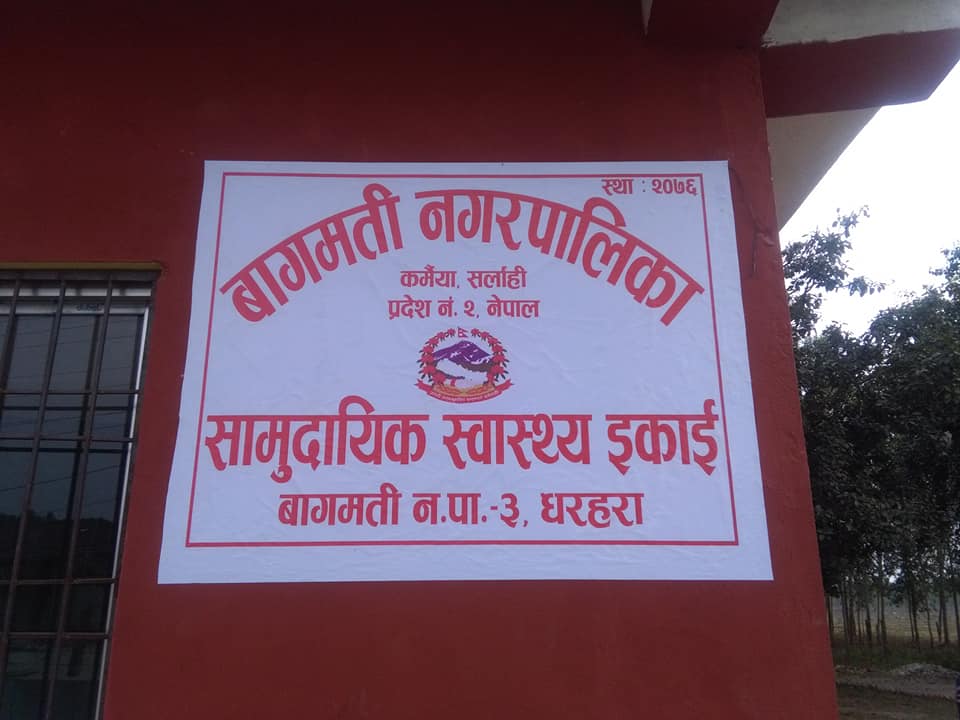 स्था : २०७६
बागमती नगरपालिका
कर्मैया, सर्लाही
प्रदेश नं. २, नेपाल
सामुदायिक स्वास्थ्य इकाई
बागमती न.पा.-३, धरहरा